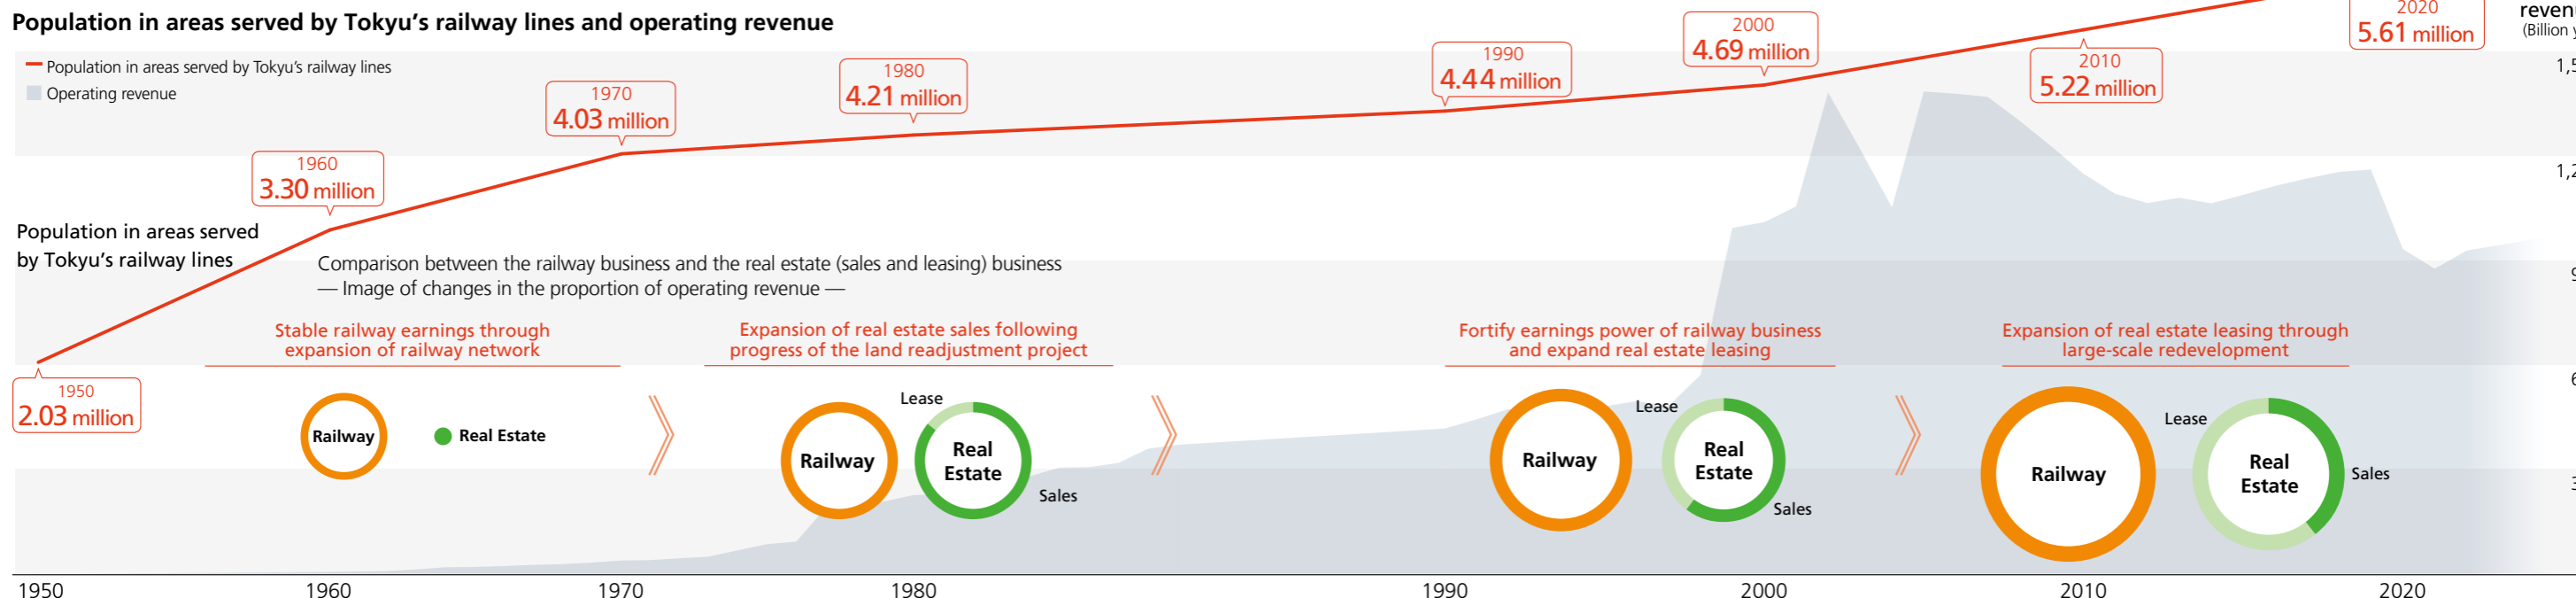 Population in areas served by Tokyu's railway lines and operating revenue
Population in areas served by Tokyu's railway lines
Operating revenue
Population in areas served
by Tokyu's railway lines
1950
2.03 million
1960
3.30 million
1970
4.03 million
1980
4.21 million
1990
4.44 million
2000
4.69 million
2010
5.22 million
2020
5.61 million
(Billion
Comparison between the railway business and the real estate (sales and leasing) business
— Image of changes in the proportion of operating revenue —
Stable railway earnings through
expansion of railway network
Railway
Real Estate
Expansion of real estate sales following
progress of the land readjustment project
Railway
Lease
Real
Estate
Sales
Fortify earnings power of railway business
and expand real estate leasing
Railway
Lease
Real
Estate
Sales
Expansion of real estate leasing through
large-scale redevelopment
Railway
Lease
Real
Estate
Sales
1950
1960
1970
1980
1990
2000
2010
2020